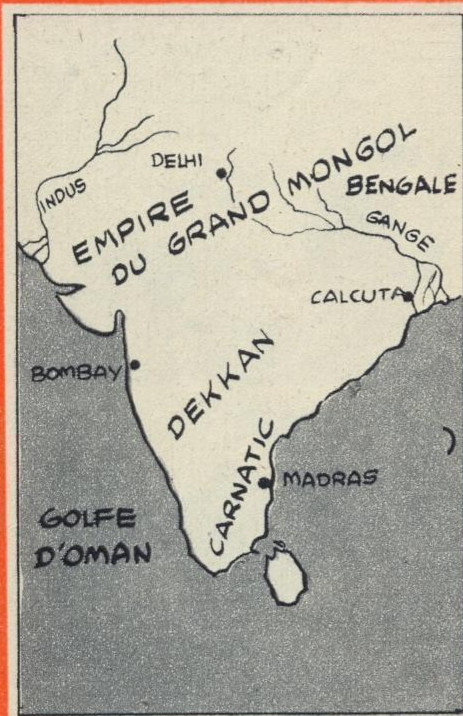 DELHI
INDUS
EMPIRE
DU GRAND MONGOL
BENGALE
GANGE
CALCUTA
BOMBAY
DEKKAN
CARNATIC
MADRAS
GOLFE
D'OMAN